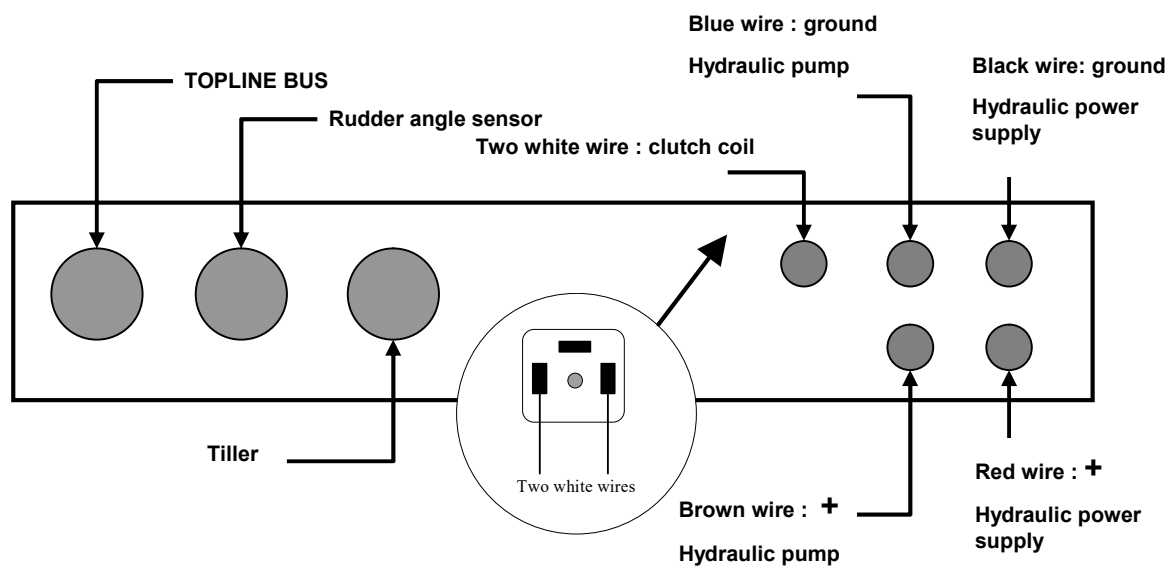 Blue wire : ground
Hydraulic pump
Black wire: ground
Hydraulic power
supply
TOPLINE BUS
Rudder angle sensor
Two white wire : clutch coil
Tiller
Two white wires
Brown wire : +
Hydraulic pump
Red wire : +
Hydraulic power
supply